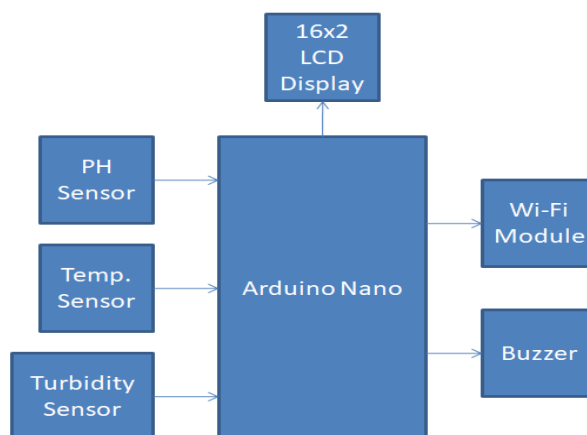 16x2
LCD
Display
PH
Sensor
Temp.
Sensor
Turbidity
Sensor
Arduino Nano
Wi-Fi
Module
Buzzer